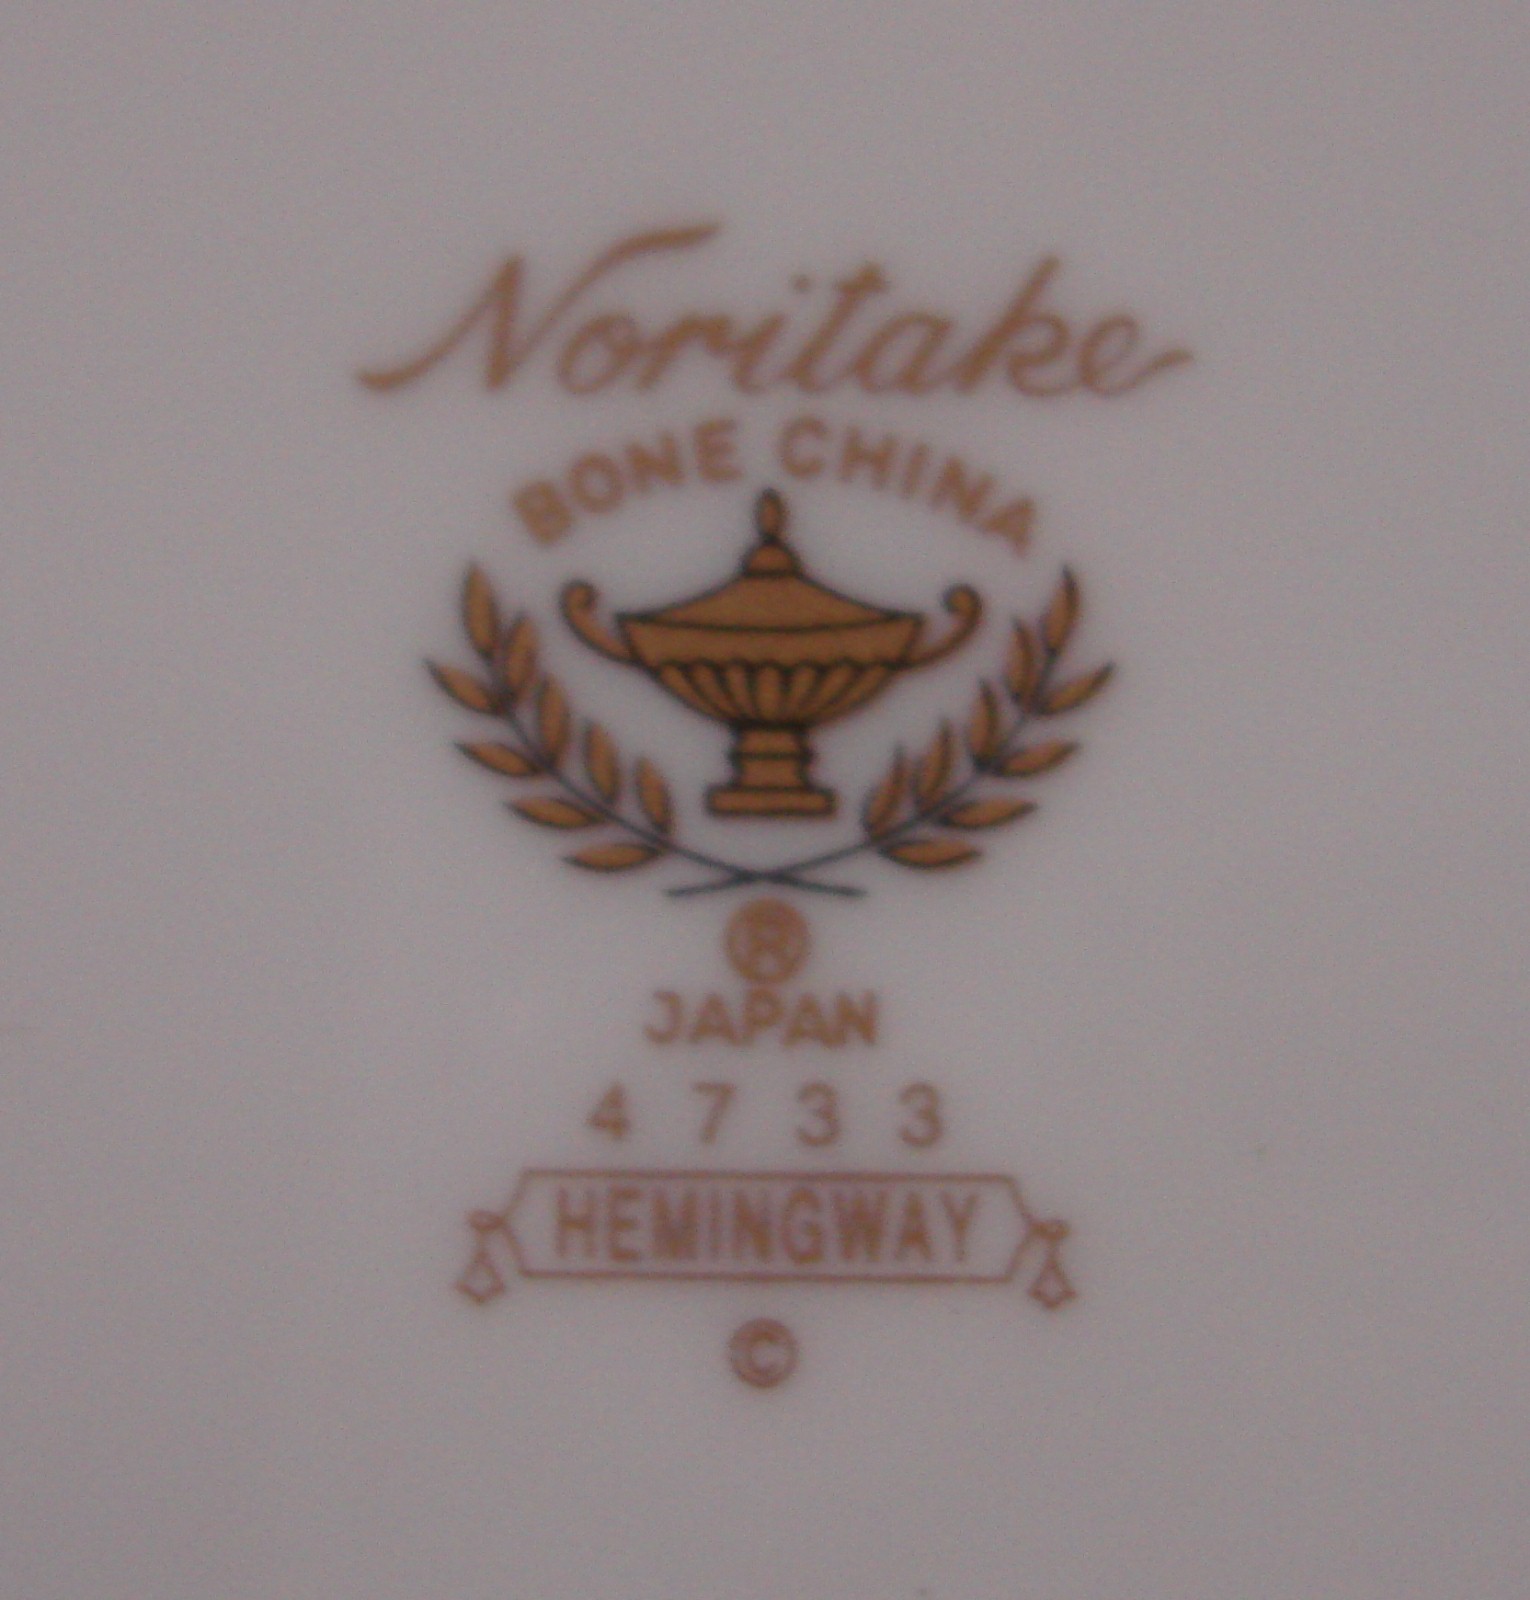 Noritake
BONE CHINA
®
JAPAN
4733
HEMINGWAY
©